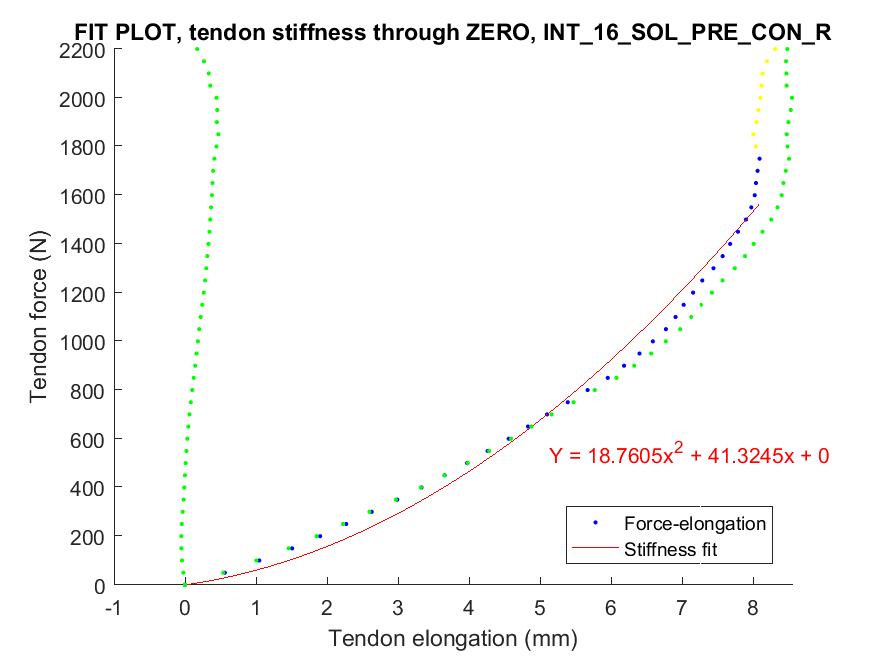 FIT PLOT, tendon stiffness through ZERO, INT_16_SOL_PRE_CON_R
2200
2000
1800
1600
1400
1200
1000
800
600
400
200
0
Tendon force (N)
Y = 18.7605x² + 41.3245x + 0
Force-elongation
Stiffness fit
-1 0 1 2 3 4 5 6 7 8
Tendon elongation (mm)